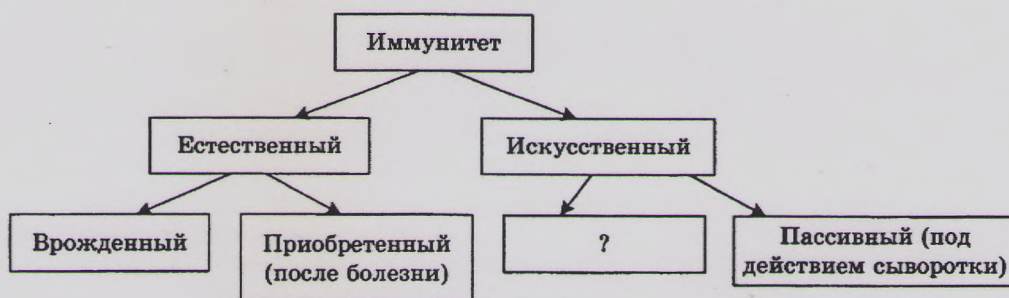 Иммунитет
Естественный
Искусственный
Врожденный
Приобретенный
(после болезни)
?
Пассивный (под
действием сыворотки)